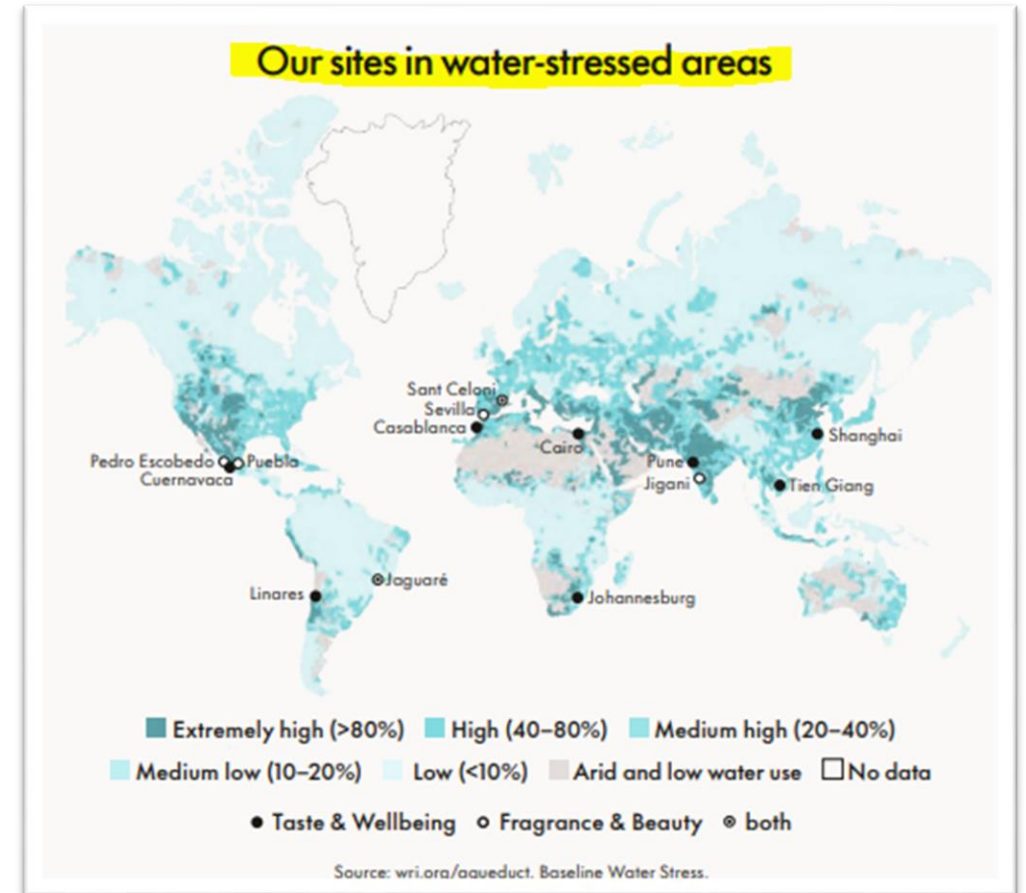 Our sites in water-stressed areas
Sant Celoni
Sevilla
Casablanca
Cairo
Shanghai
Pedro Escobedo Puebla
Cuernavaca
Pune
Jigani
Tien Giang
Linares
Jaguaré
Johannesburg
Extremely high (>80%) High (40–80%) Medium high (20–40%)
Medium low (10–20%) Low (<10%) Arid and low water use No data
Taste & Wellbeing Fragrance & Beauty both
Source: wri.org/aqueduct. Baseline Water Stress.